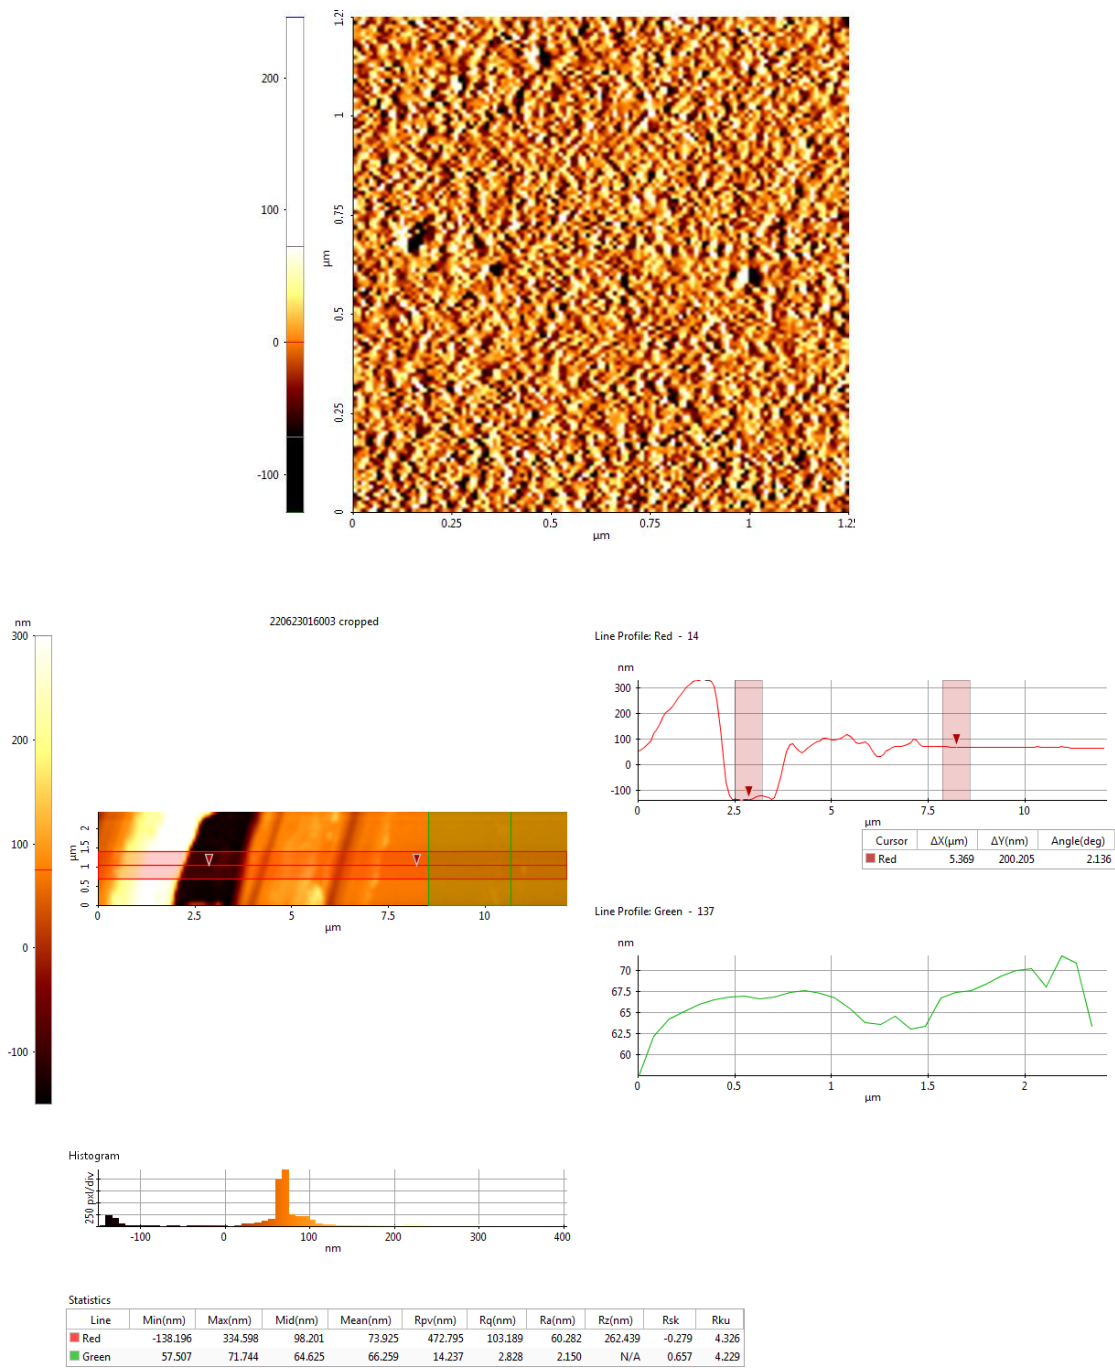 200
100
0
-100
1.25
1
0.75
0.5
0.25
0
µm
0 0.25 0.5 0.75 1 1.25
µm
nm
300
200
100
0
-100
220623016003 cropped
2
1.5
1
0.5
0
µm
0 2.5 5 7.5 10
µm
Line Profile: Red - 14
nm
300
200
100
0
-100
0 2.5 5 7.5 10
µm
Cursor ΔX(µm) ΔY(nm) Angle(deg)
Red 5.369 200.205 2.136
Line Profile: Green - 137
nm
70
67.5
65
62.5
60
0 0.5 1 1.5 2
µm
Histogram
250 pxl/div
-100 0 100 200 300 400
nm
Statistics
Line Min(nm) Max(nm) Mid(nm) Mean(nm) Rpv(nm) Rq(nm) Ra(nm) Rz(nm) Rsk Rku
Red -138.196 334.598 98.201 73.925 472.795 103.189 60.282 262.439 -0.279 4.326
Green 57.507 71.744 64.625 66.259 14.237 2.828 2.150 N/A 0.657 4.229